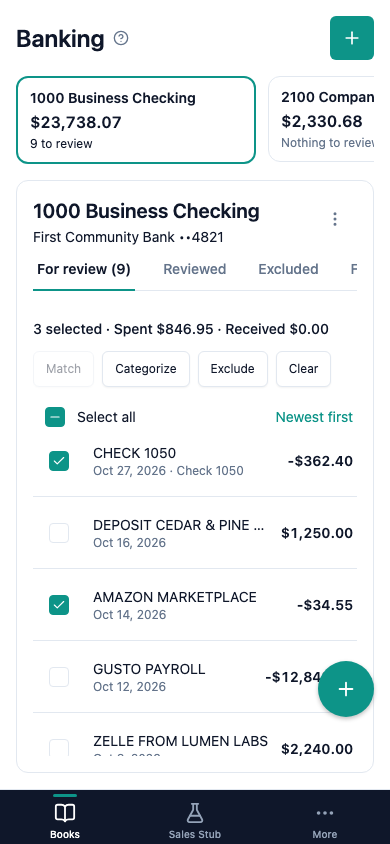 Banking
1000 Business Checking
$23,738.07
9 to review
2100 Compan
$2,330.68
Nothing to review
1000 Business Checking
First Community Bank ••4821
For review (9) Reviewed Excluded F
3 selected · Spent $846.95 · Received $0.00
Match Categorize Exclude Clear
Select all Newest first
CHECK 1050 -$362.40
Oct 27, 2026 · Check 1050
DEPOSIT CEDAR & PINE ... $1,250.00
Oct 16, 2026
AMAZON MARKETPLACE -$34.55
Oct 14, 2026
GUSTO PAYROLL -$12,84
Oct 12, 2026
ZELLE FROM LUMEN LABS $2,240.00
Books Sales Stub More